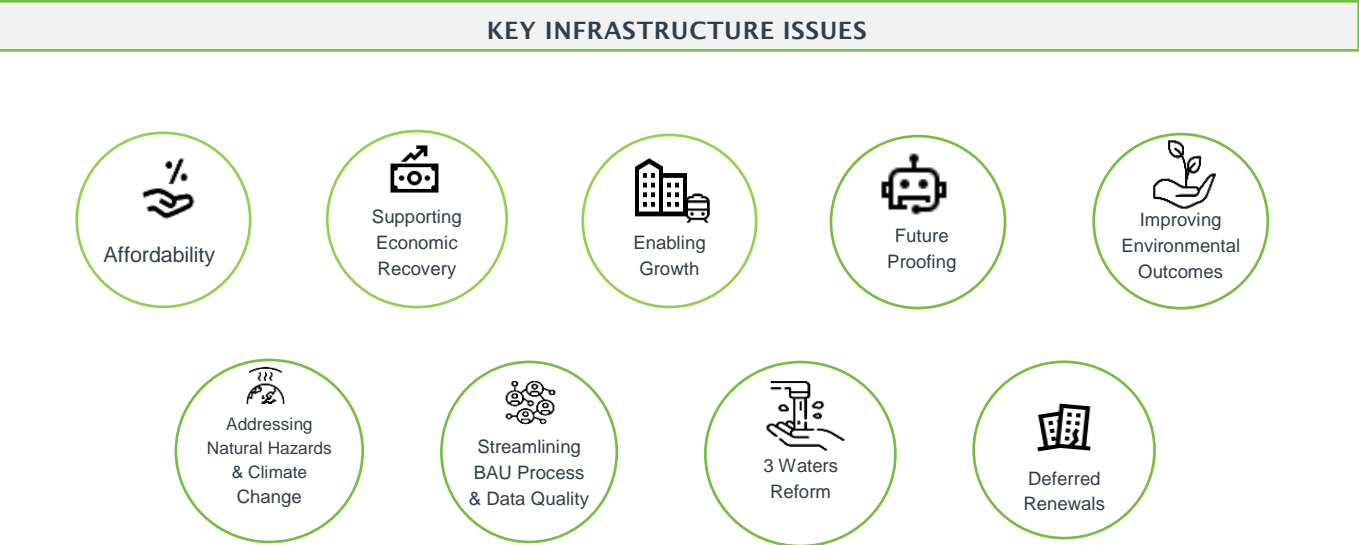 KEY INFRASTRUCTURE ISSUES
Affordability
Supporting
Economic
Recovery
Enabling
Growth
Future
Proofing
Improving
Environmental
Outcomes
Addressing
Natural Hazards
& Climate
Change
Streamlining
BAU Process
& Data Quality
3 Waters
Reform
Deferred
Renewals